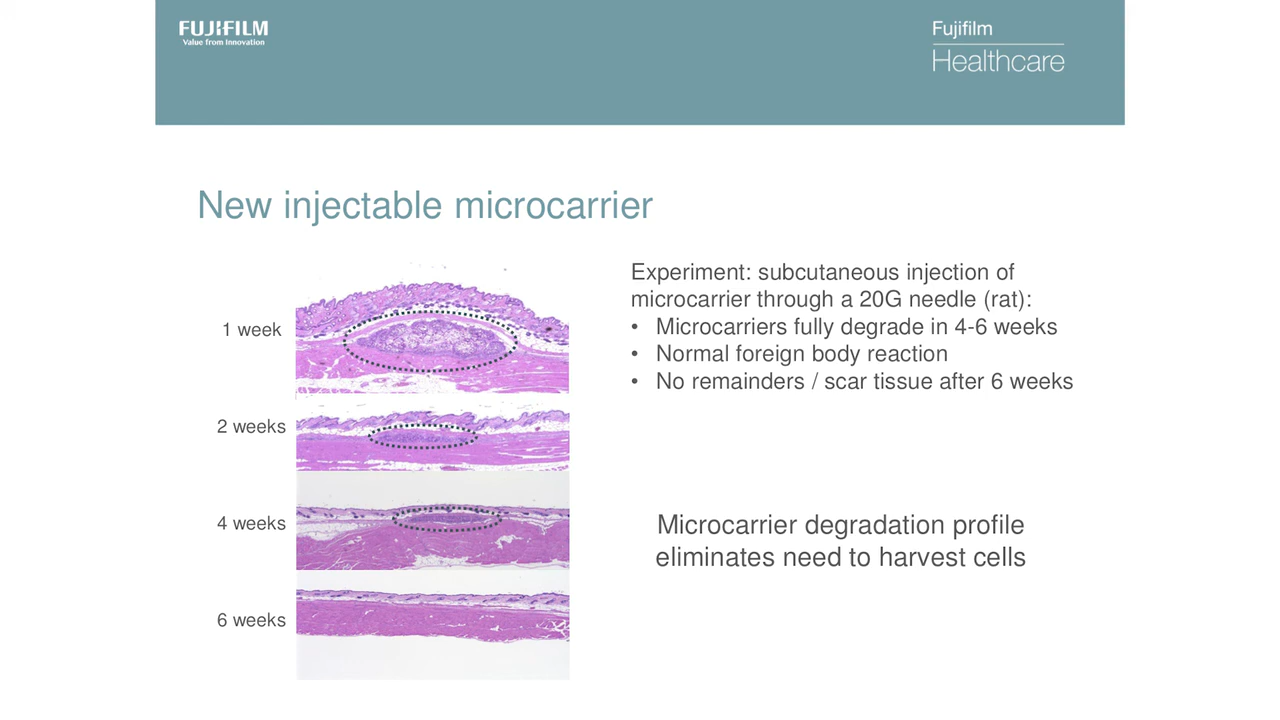 FUJIFILM
Value from Innovation
Fujifilm
Healthcare
New injectable microcarrier
1 week
2 weeks
4 weeks
6 weeks
Experiment: subcutaneous injection of
microcarrier through a 20G needle (rat):
• Microcarriers fully degrade in 4-6 weeks
• Normal foreign body reaction
• No remainders / scar tissue after 6 weeks
Microcarrier degradation profile
eliminates need to harvest cells